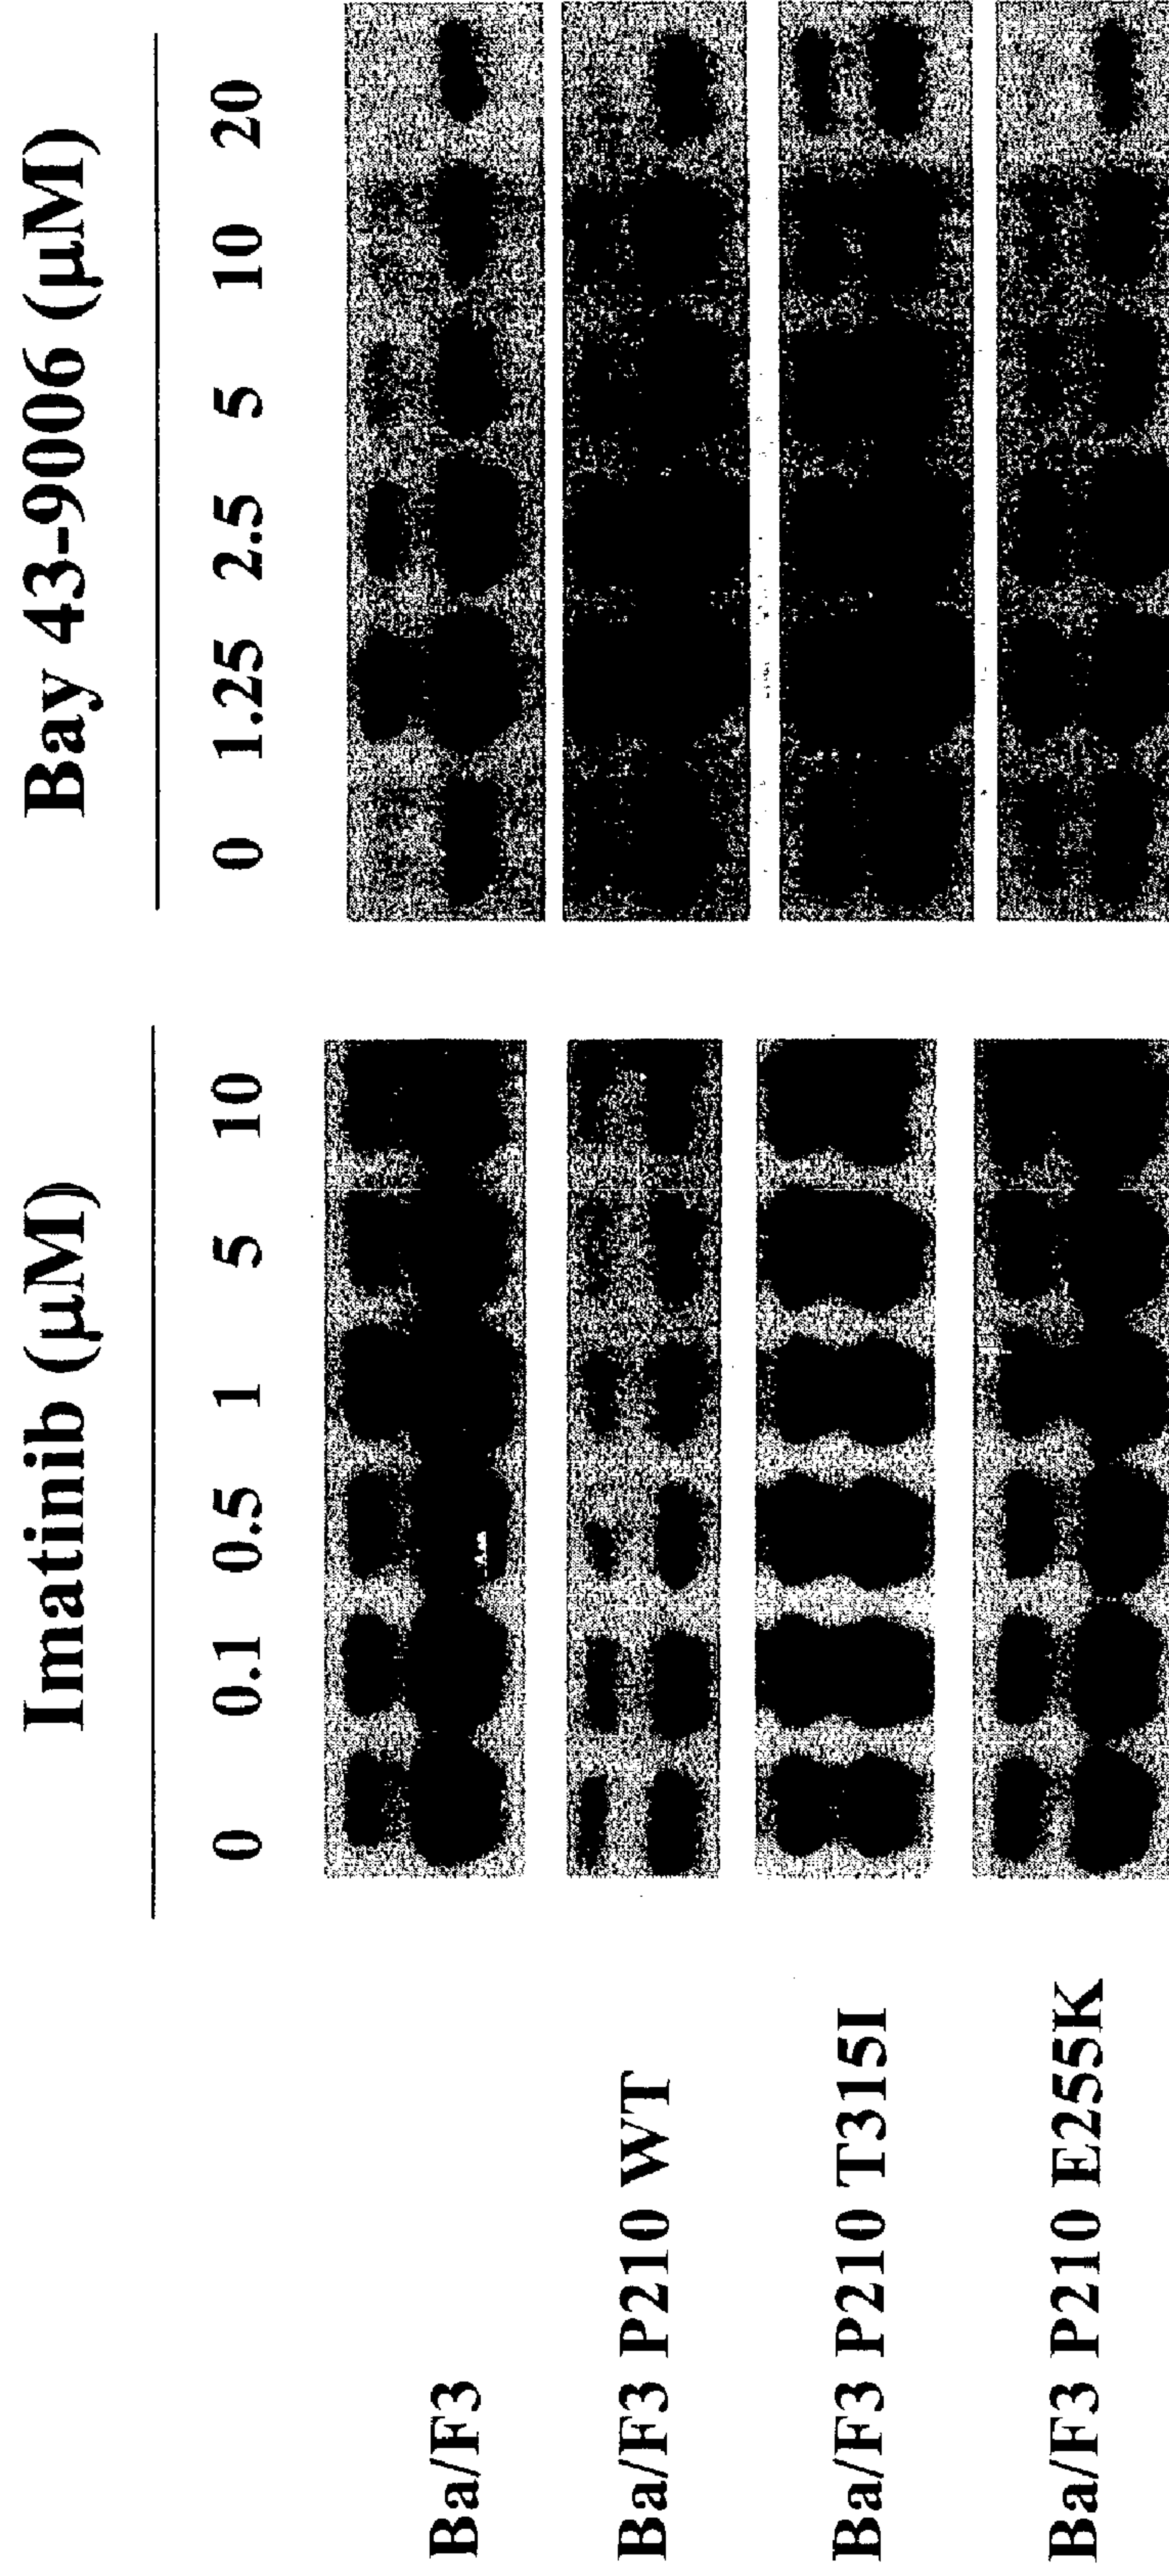 Imatinib (μM) Bay 43-9006 (μM)
0 0.1 0.5 1 5 10 0 1.25 2.5 5 10 20
Ba/F3
Ba/F3 P210 WT
Ba/F3 P210 T315I
Ba/F3 P210 E255K